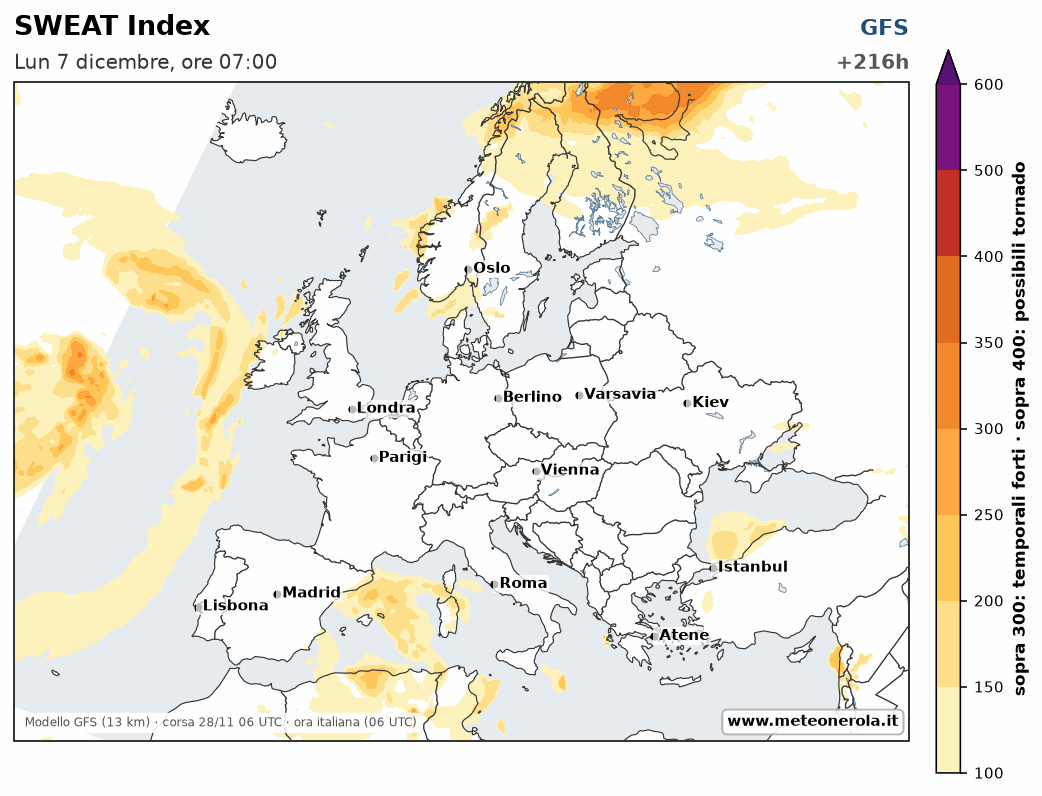 SWEAT Index
GFS
Lun 7 dicembre, ore 07:00
+216h
600
500
400
350
300
250
200
150
100
sopra 300: temporali forti · sopra 400: possibili tornado
Oslo
Londra
Berlino
Varsavia
Kiev
Parigi
Vienna
Istanbul
Roma
Madrid
Lisbona
Atene
Modello GFS (13 km) · corsa 28/11 06 UTC · ora italiana (06 UTC)
www.meteonerola.it